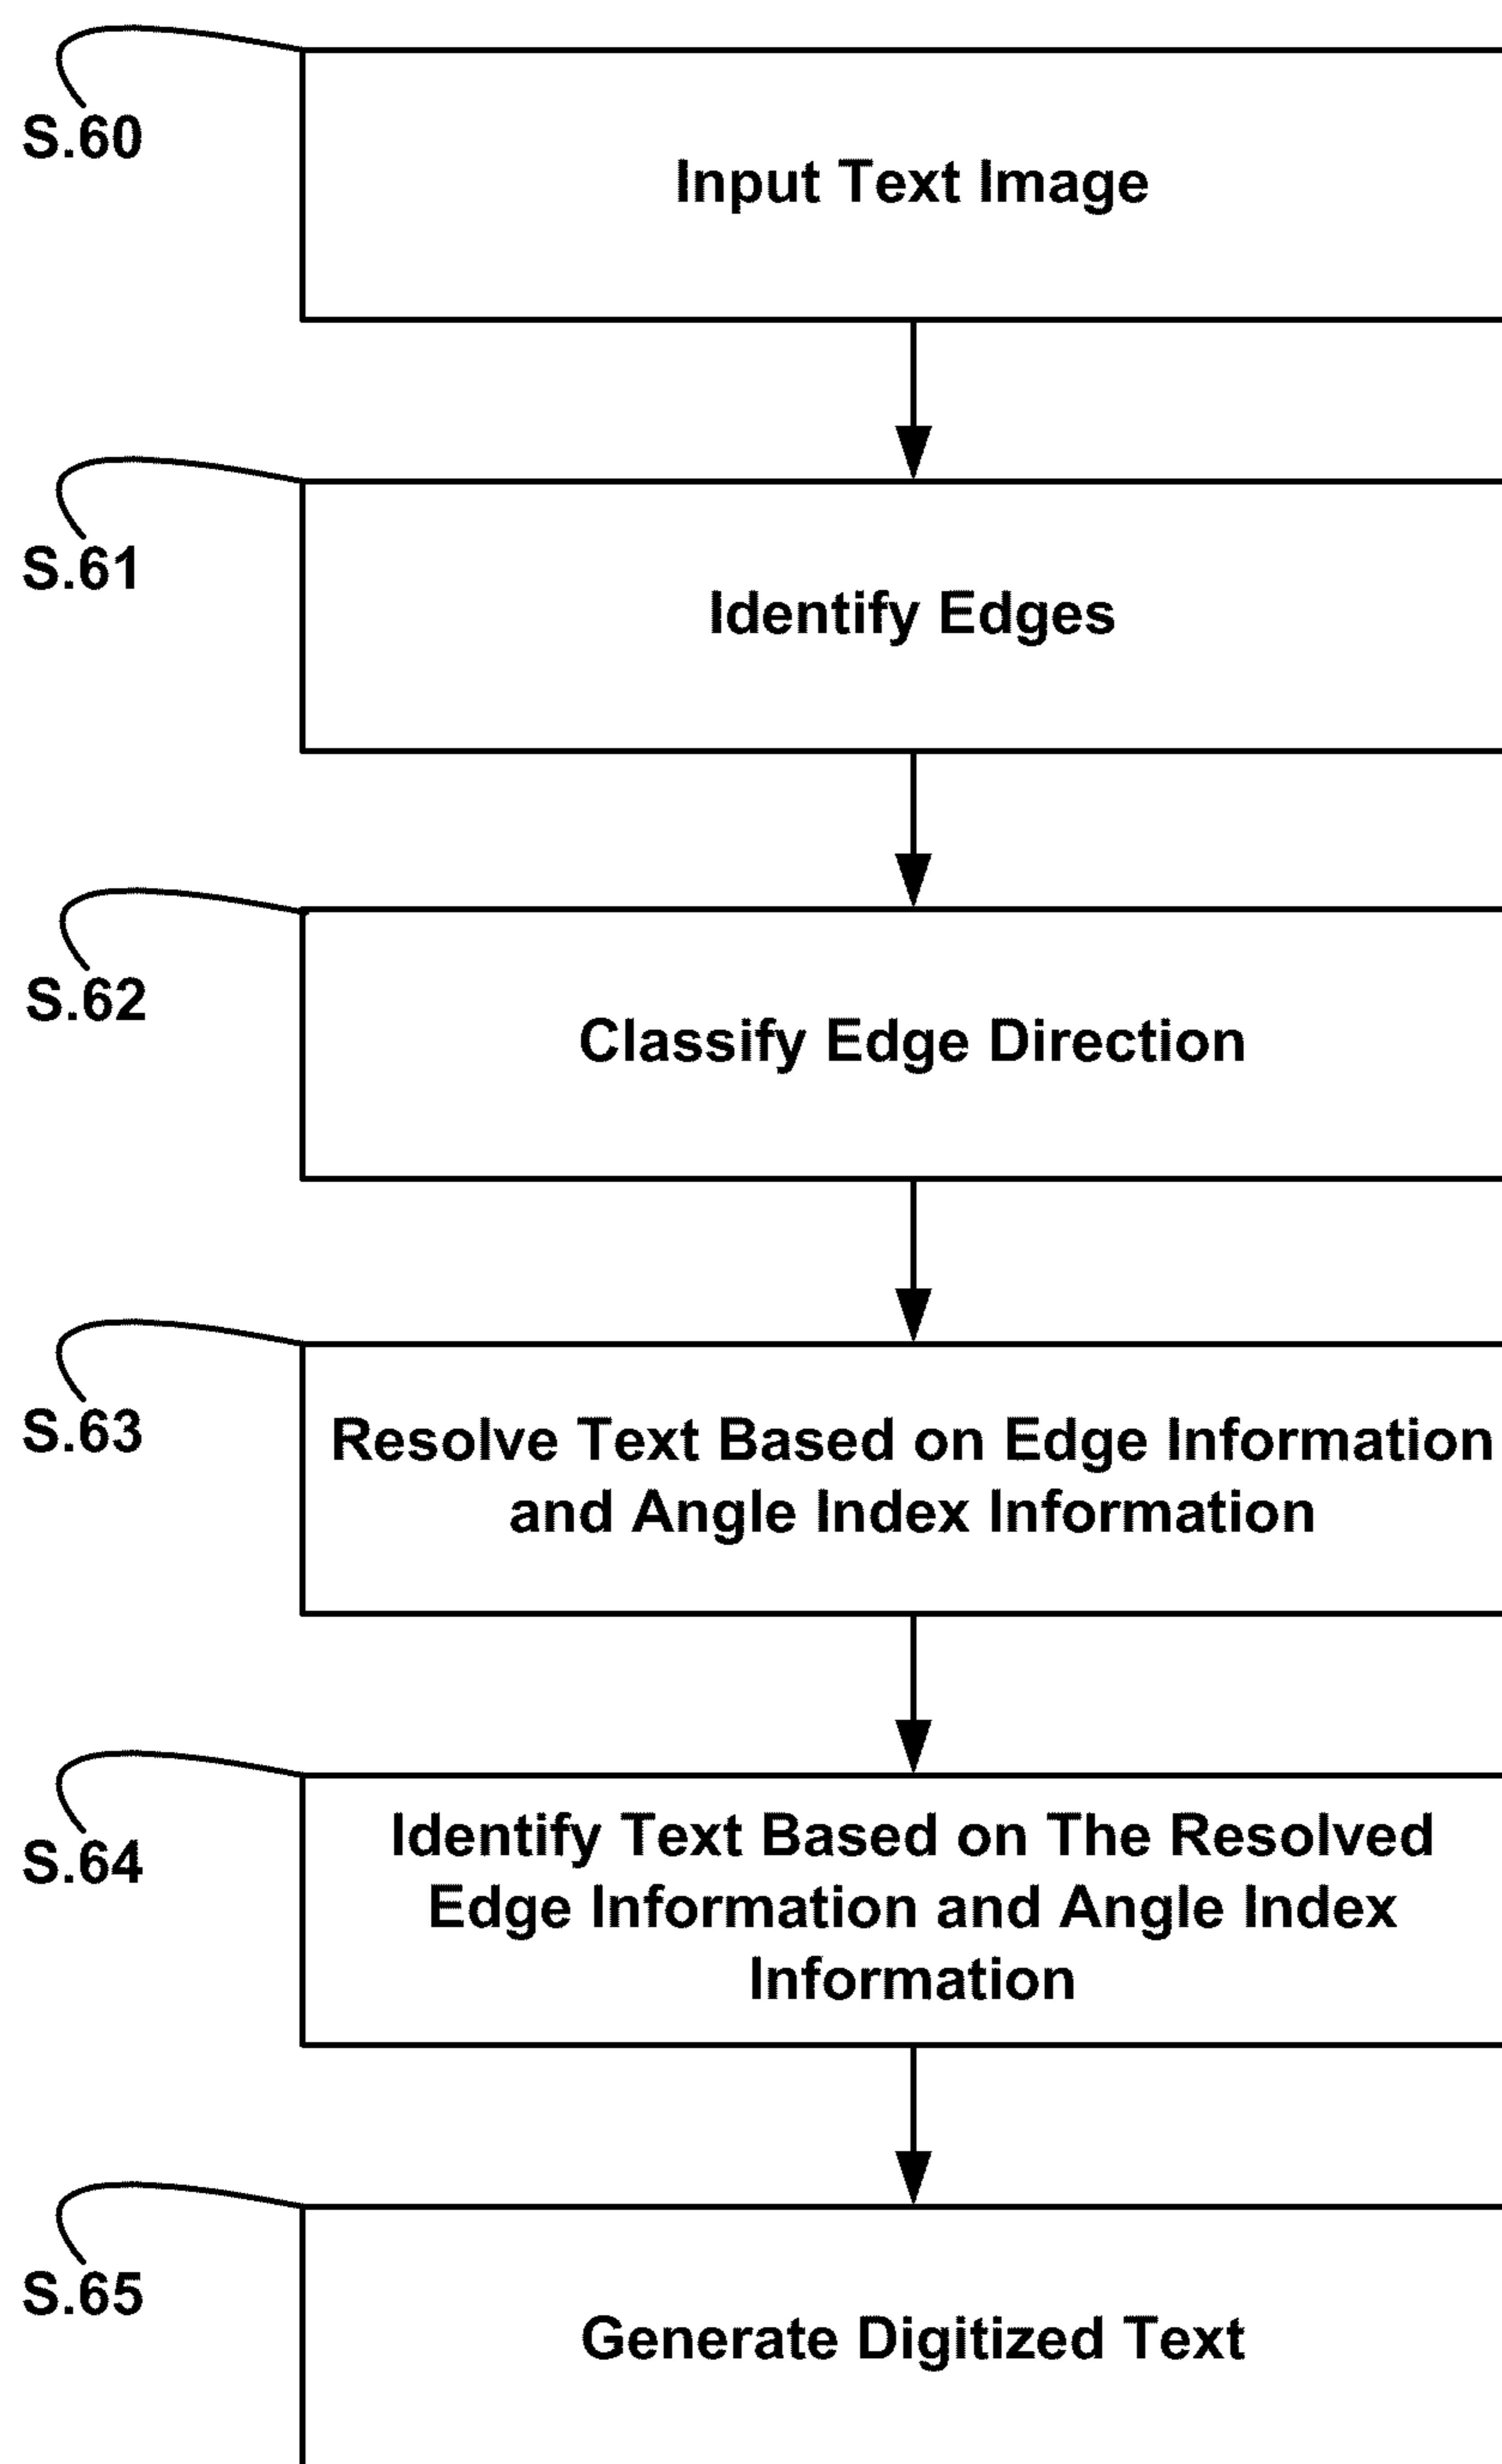 S.60
Input Text Image
S.61
Identify Edges
S.62
Classify Edge Direction
S.63
Resolve Text Based on Edge Information
and Angle Index Information
S.64
Identify Text Based on The Resolved
Edge Information and Angle Index
Information
S.65
Generate Digitized Text